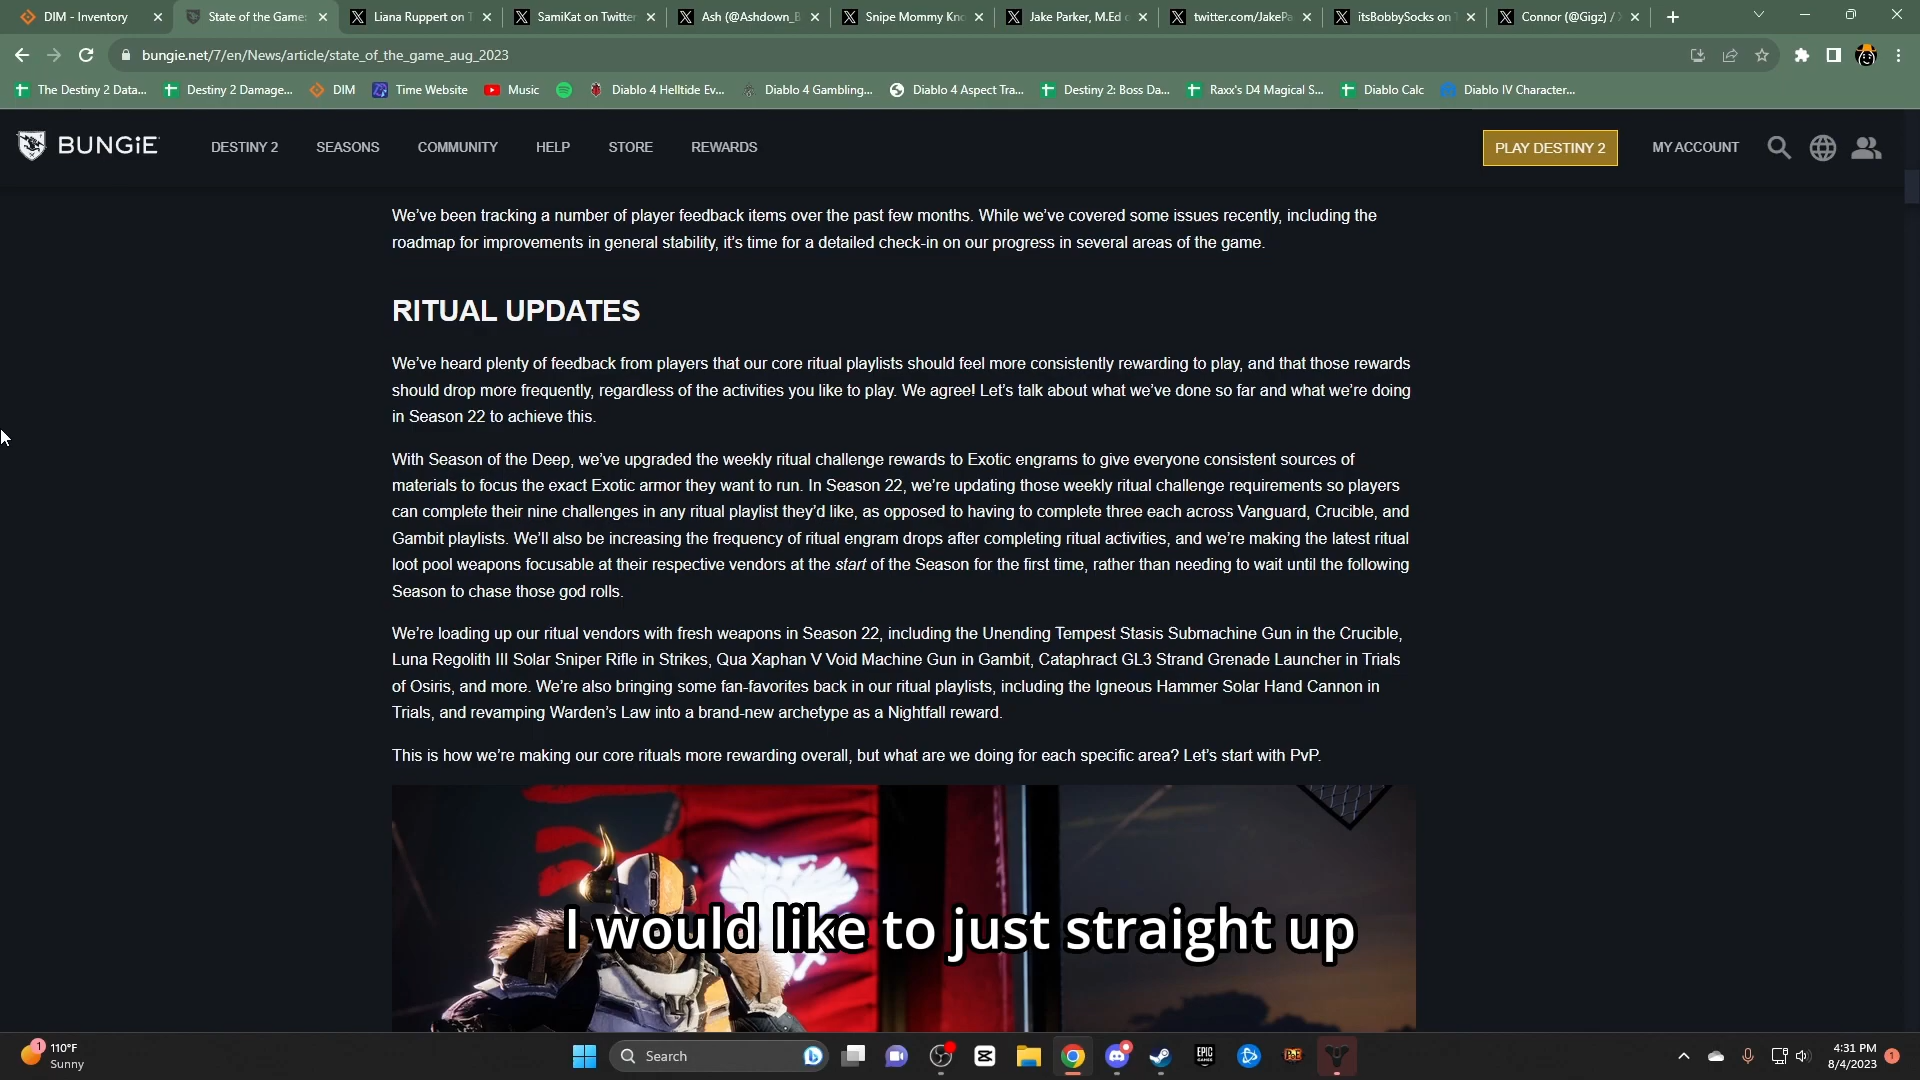 DIM - Inventory
State of the Game:
Liana Ruppert on T
SamiKat on Twitter
Ash (@Ashdown_B
Snipe Mommy Kno
Jake Parker, M.Ed o
twitter.com/JakePa
itsBobbySocks on T
Connor (@Gigz) /
bungie.net/7/en/News/article/state_of_the_game_aug_2023
The Destiny 2 Data...
Destiny 2 Damage...
DIM
Time Website
Music
Diablo 4 Helltide Ev...
Diablo 4 Gambling...
Diablo 4 Aspect Tra...
Destiny 2: Boss Da...
Raxx's D4 Magical S...
Diablo Calc
Diablo IV Character...
BUNGiE
DESTINY 2
SEASONS
COMMUNITY
HELP
STORE
REWARDS
PLAY DESTINY 2
MY ACCOUNT
We've been tracking a number of player feedback items over the past few months. While we've covered some issues recently, including the
roadmap for improvements in general stability, it's time for a detailed check-in on our progress in several areas of the game.
RITUAL UPDATES
We've heard plenty of feedback from players that our core ritual playlists should feel more consistently rewarding to play, and that those rewards
should drop more frequently, regardless of the activities you like to play. We agree! Let's talk about what we've done so far and what we're doing
in Season 22 to achieve this.
With Season of the Deep, we've upgraded the weekly ritual challenge rewards to Exotic engrams to give everyone consistent sources of
materials to focus the exact Exotic armor they want to run. In Season 22, we're updating those weekly ritual challenge requirements so players
can complete their nine challenges in any ritual playlist they'd like, as opposed to having to complete three each across Vanguard, Crucible, and
Gambit playlists. We'll also be increasing the frequency of ritual engram drops after completing ritual activities, and we're making the latest ritual
loot pool weapons focusable at their respective vendors at the start of the Season for the first time, rather than needing to wait until the following
Season to chase those god rolls.
We're loading up our ritual vendors with fresh weapons in Season 22, including the Unending Tempest Stasis Submachine Gun in the Crucible,
Luna Regolith III Solar Sniper Rifle in Strikes, Qua Xaphan V Void Machine Gun in Gambit, Cataphract GL3 Strand Grenade Launcher in Trials
of Osiris, and more. We're also bringing some fan-favorites back in our ritual playlists, including the Igneous Hammer Solar Hand Cannon in
Trials, and revamping Warden's Law into a brand-new archetype as a Nightfall reward.
This is how we're making our core rituals more rewarding overall, but what are we doing for each specific area? Let's start with PvP.
I would like to just straight up
1
110°F
Sunny
Search
EPIC
4:31 PM
8/4/2023
1